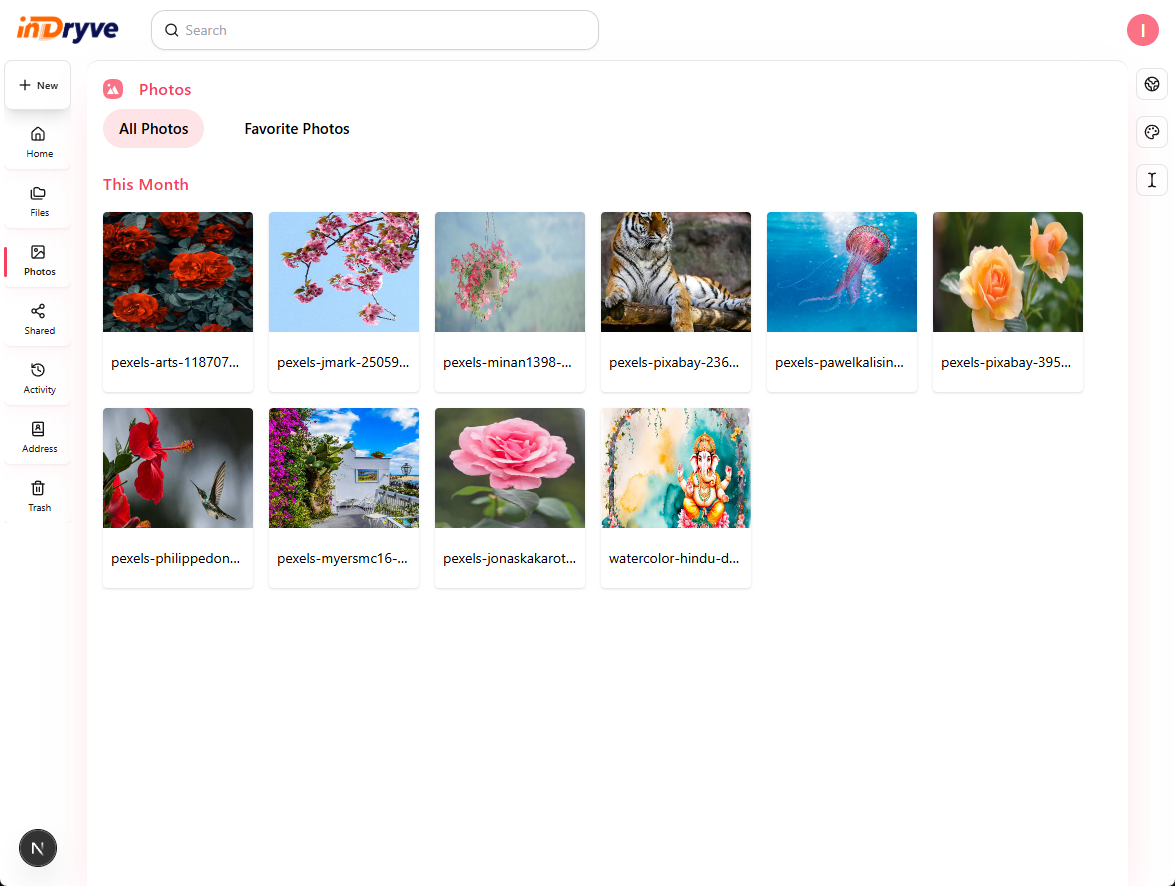 inDryve
Search
I
New
Home
Files
Photos
Shared
Activity
Address
Trash
N
Photos
All Photos
Favorite Photos
This Month
pexels-arts-118707...
pexels-jmark-25059...
pexels-minan1398-...
pexels-pixabay-236...
pexels-pawelkalisin...
pexels-pixabay-395...
pexels-philippedon...
pexels-myersmc16-...
pexels-jonaskakarot...
watercolor-hindu-d...